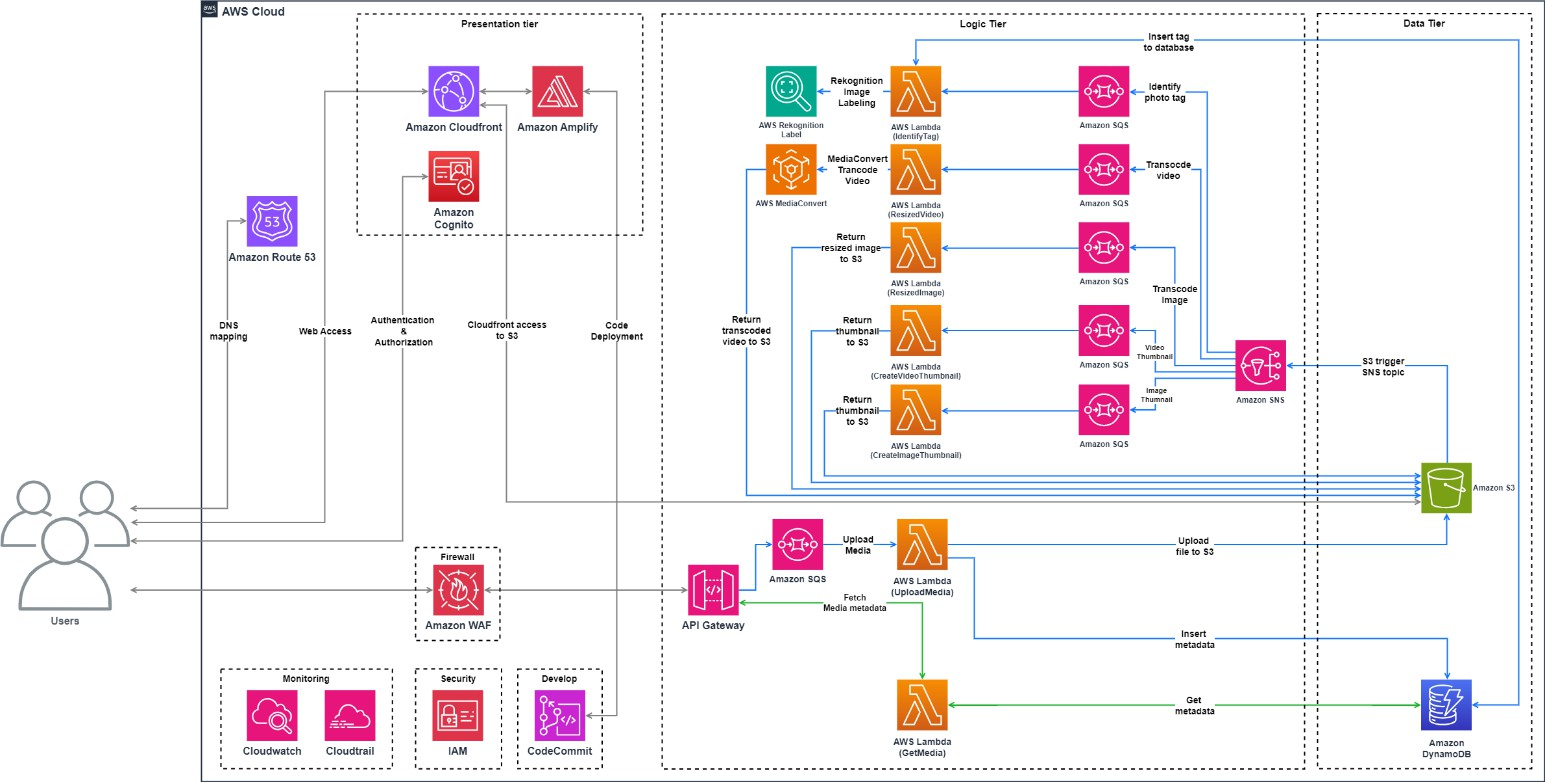 aws
AWS Cloud
Presentation tier
Amazon Cloudfront
Amazon Amplify
Amazon
Cognito
53
Amazon Route 53
DNS
mapping
Web Access
Authentication
&
Authorization
Cloudfront access
to S3
Code
Deployment
Users
Firewall
Amazon WAF
Monitoring
Cloudwatch
Cloudtrail
Security
IAM
Develop
CodeCommit
Logic Tier
Insert tag
to database
AWS Rekognition
Label
Rekognition
Image
Labeling
AWS Lambda
(IdentifyTag)
Amazon SQS
Identify
photo tag
AWS MediaConvert
MediaConvert
Trancode
Video
AWS Lambda
(ResizedVideo)
Amazon SQS
Transocde
video
Return
resized image
to S3
AWS Lambda
(ResizedImage)
Amazon SQS
Transcode
Image
Return
transcoded
video to S3
Return
thumbnail
to S3
AWS Lambda
(CreateVideoThumbnail)
Amazon SQS
Video
Thumbnail
Return
thumbnail
to S3
AWS Lambda
(CreateImageThumbnail)
Amazon SQS
Image
Thumnail
Amazon SNS
API Gateway
Amazon SQS
Upload
Media
AWS Lambda
(UploadMedia)
Upload
file to S3
Fetch
Media metadata
Insert
metadata
AWS Lambda
(GetMedia)
Get
metadata
Data Tier
S3 trigger
SNS topic
Amazon S3
Amazon
DynamoDB